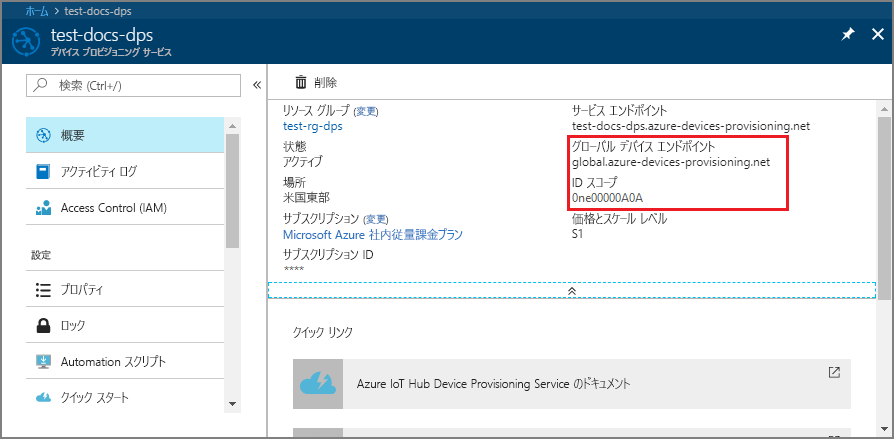 ホーム > test-docs-dps
test-docs-dps
デバイス プロビジョニング サービス
検索 (Ctrl+/)
概要
アクティビティ ログ
Access Control (IAM)
設定
プロパティ
ロック
Automation スクリプト
クイック スタート
削除
リソース グループ (変更)
test-rg-dps
状態
アクティブ
場所
米国東部
サブスクリプション (変更)
Microsoft Azure 社内従量課金プラン
サブスクリプション ID
****
サービス エンドポイント
test-docs-dps.azure-devices-provisioning.net
グローバル デバイス エンドポイント
global.azure-devices-provisioning.net
ID スコープ
0ne00000A0A
価格とスケール レベル
S1
クイック リンク
Azure IoT Hub Device Provisioning Service のドキュメント